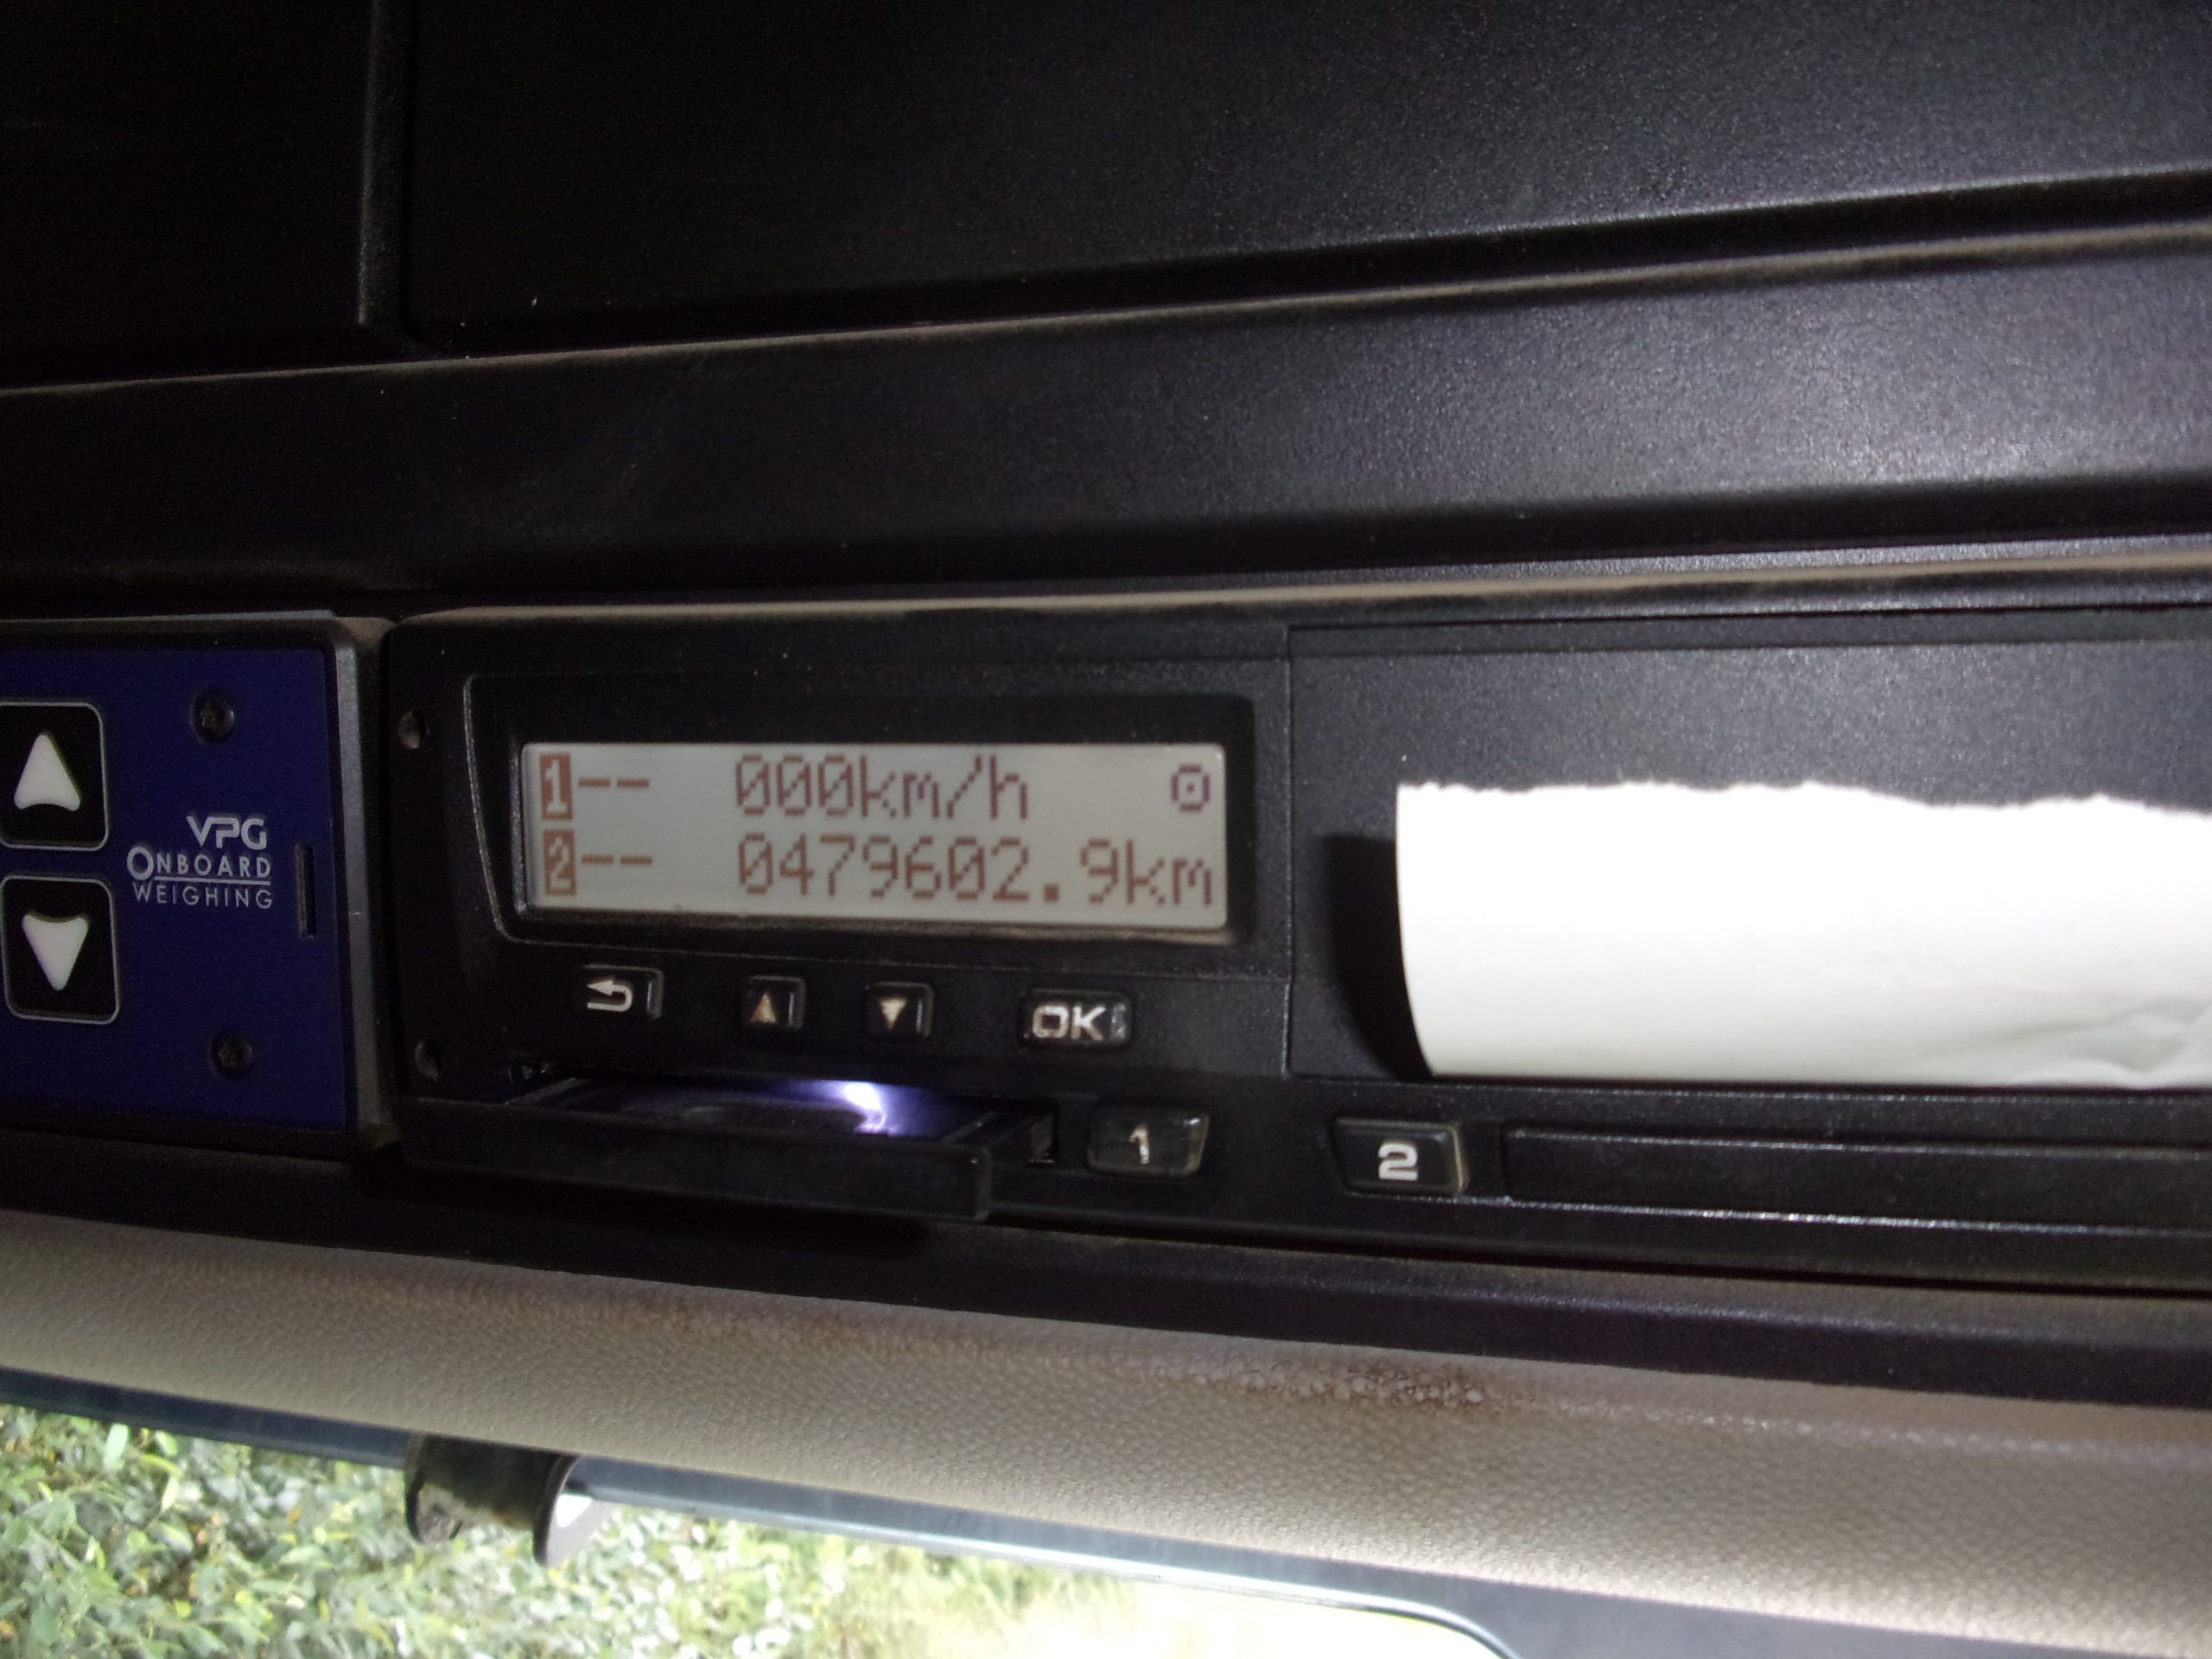 1-- 000km/h
2-- 0479602.9km
VPG
ONBOARD
WEIGHING
OK
1
2